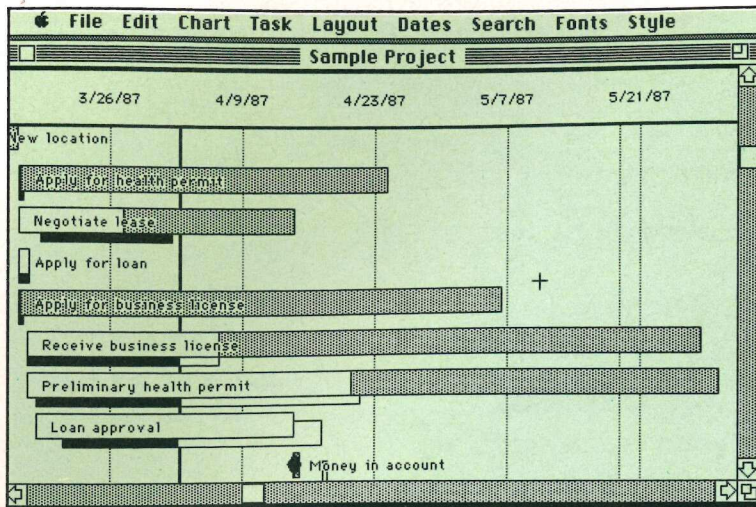 File Edit Chart Task Layout Dates Search Fonts Style
Sample Project
3/26/87 4/9/87 4/23/87 5/7/87 5/21/87
New location
Apply for health permit
Negotiate lease
Apply for loan
Apply for business license
Receive business license
Preliminary health permit
Loan approval
Money in account